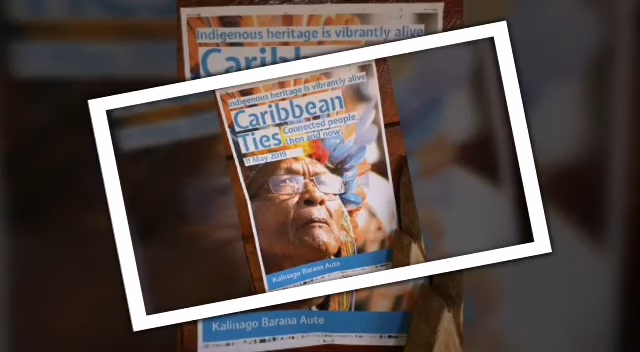 Indigenous heritage is vibrantly alive
Carib
Indigenous heritage is vibrantly alive
Caribbean
Ties Connected people,
then and now
11 May 2019
Kalinago Barana Aute
Kalinago Barana Aute